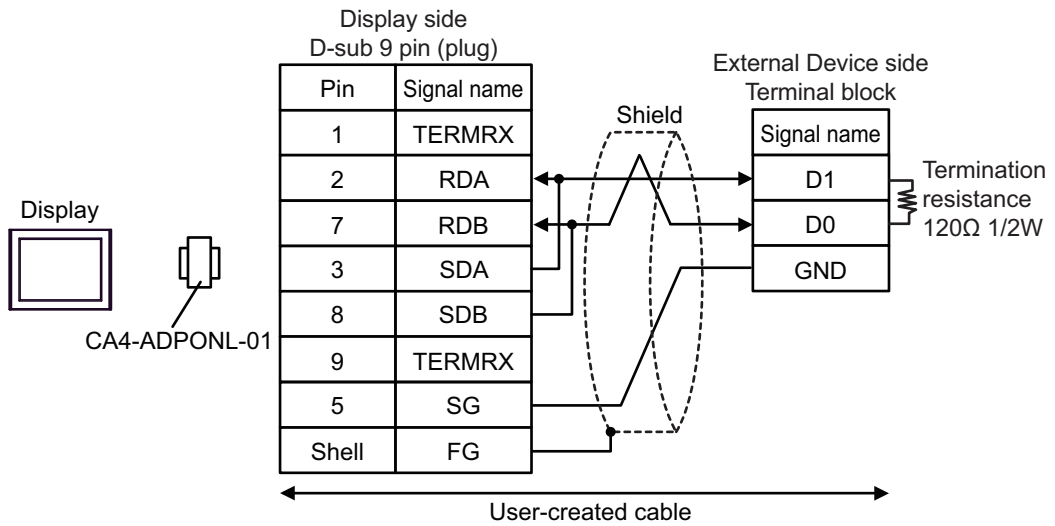 Display side
D-sub 9 pin (plug)
Pin Signal name
1 TERMRX
2 RDA
7 RDB
3 SDA
8 SDB
9 TERMRX
5 SG
Shell FG
Display
CA4-ADPONL-01
Shield
External Device side
Terminal block
Signal name
D1
D0
GND
Termination
resistance
120Ω 1/2W
User-created cable